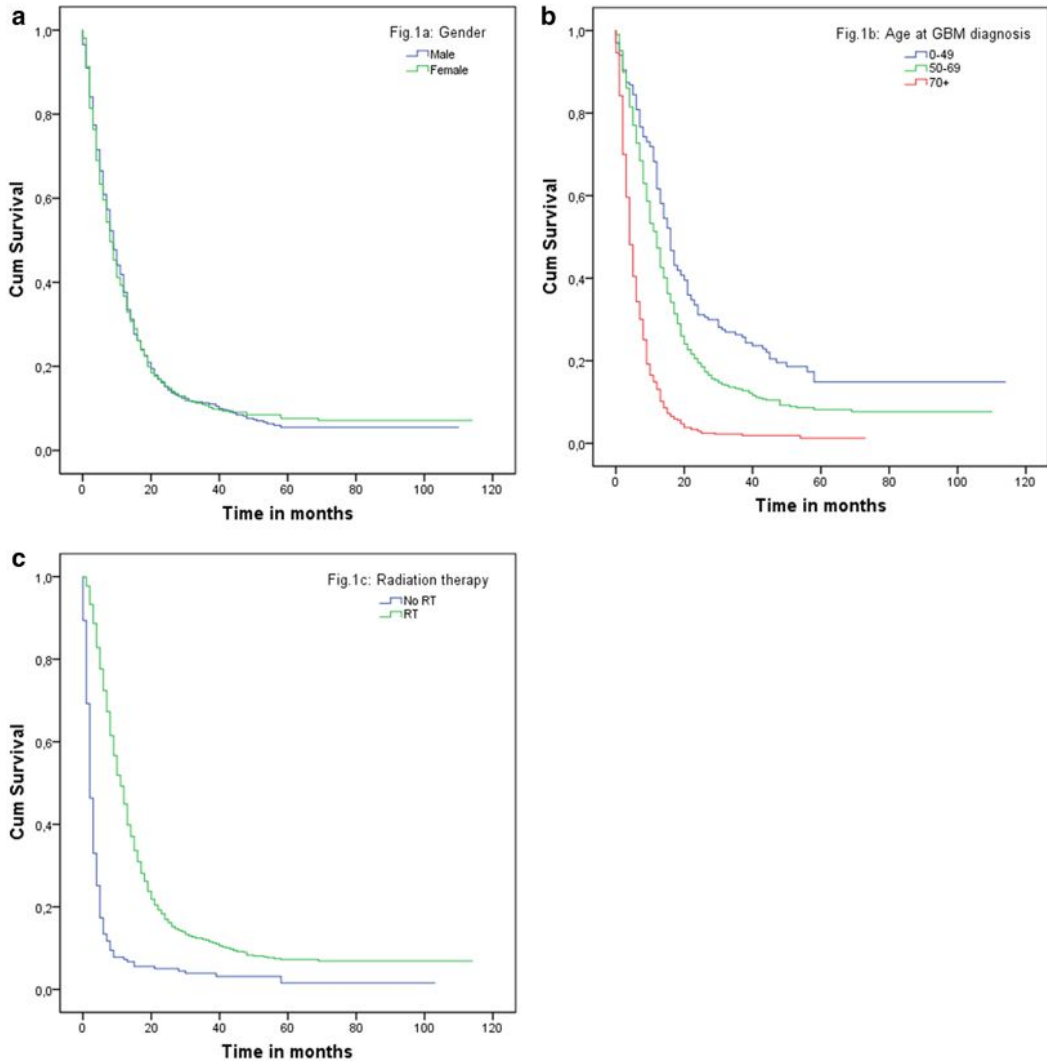 a
Fig.1a: Gender
Male
Female
Cum Survival
1,0
0,8
0,6
0,4
0,2
0,0
0 20 40 60 80 100 120
Time in months
b
Fig.1b: Age at GBM diagnosis
0-49
50-69
70+
Cum Survival
1,0
0,8
0,6
0,4
0,2
0,0
0 20 40 60 80 100 120
Time in months
c
Fig.1c: Radiation therapy
No RT
RT
Cum Survival
1,0
0,8
0,6
0,4
0,2
0,0
0 20 40 60 80 100 120
Time in months